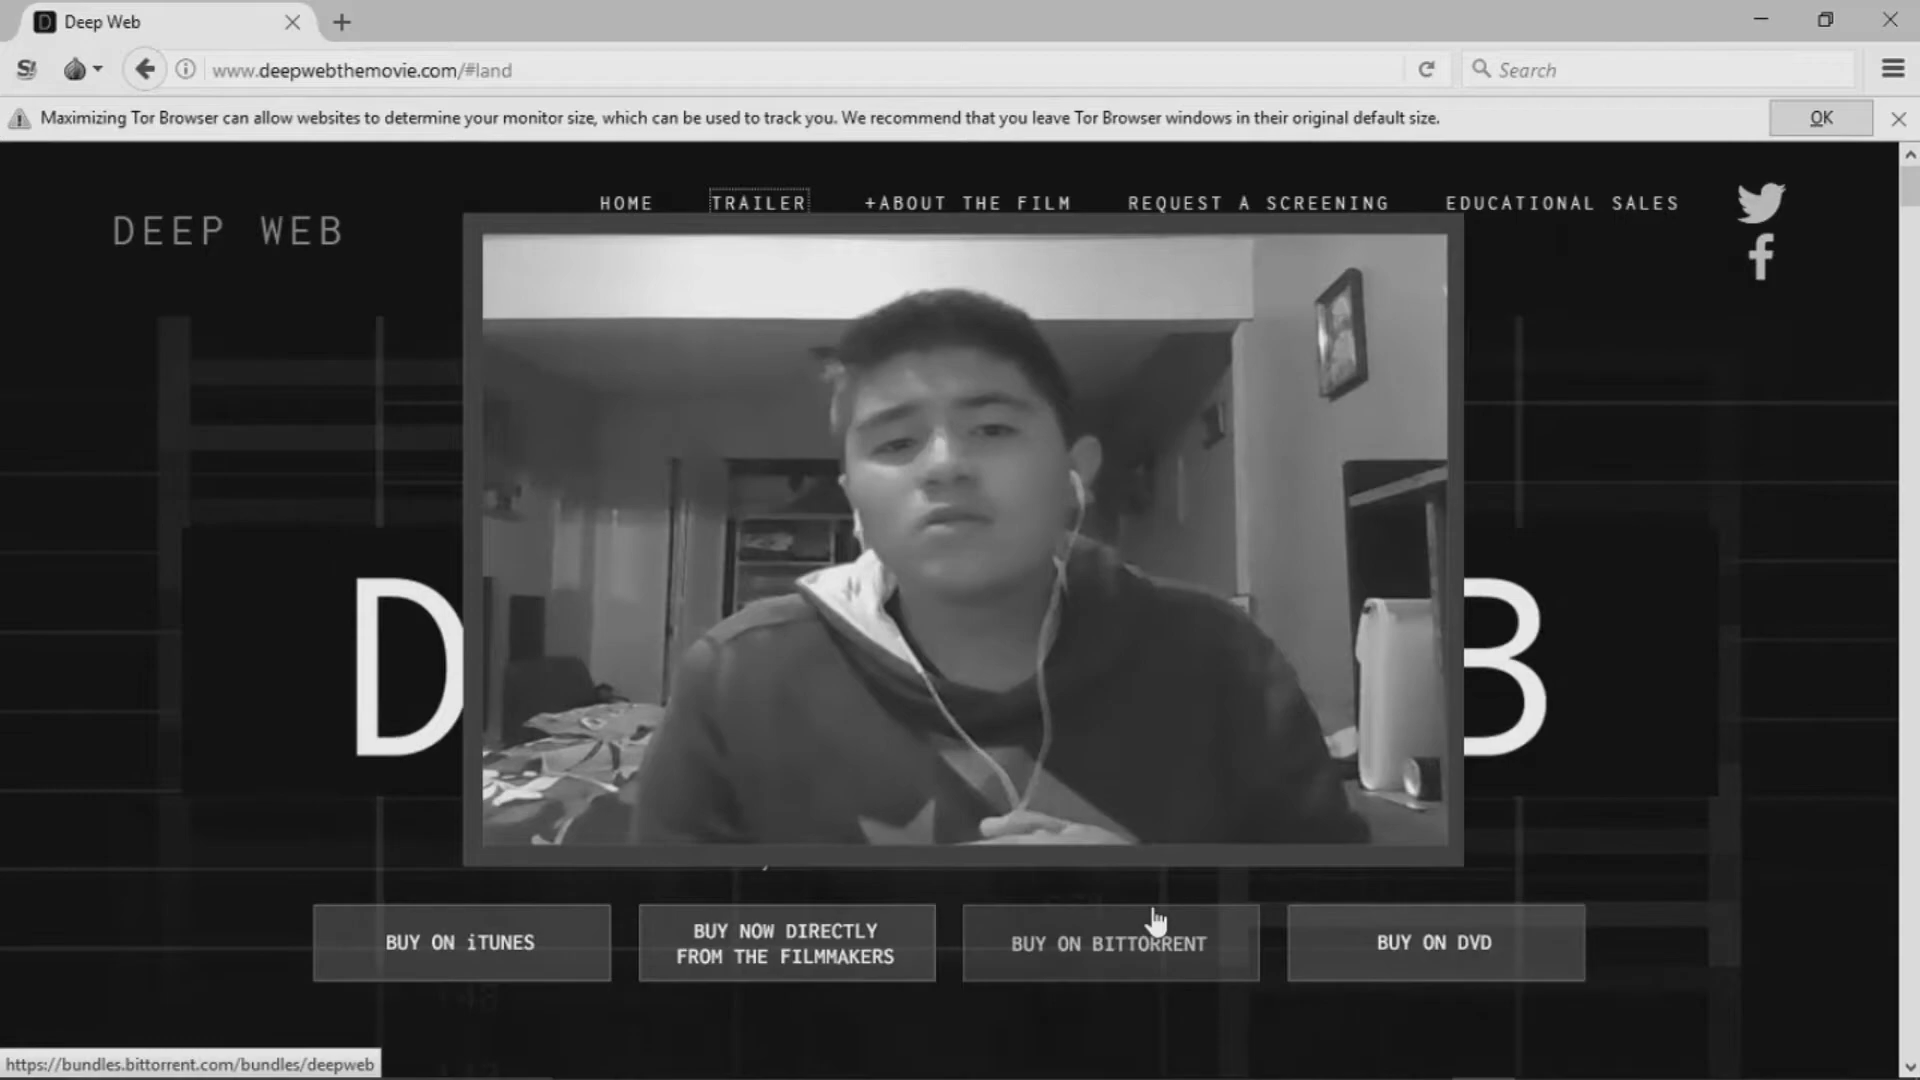 Deep Web
www.deepwebthemovie.com/#land
Search
Maximizing Tor Browser can allow websites to determine your monitor size, which can be used to track you. We recommend that you leave Tor Browser windows in their original default size.
OK
DEEP WEB
HOME
TRAILER
+ABOUT THE FILM
REQUEST A SCREENING
EDUCATIONAL SALES
D
B
BUY ON iTUNES
BUY NOW DIRECTLY
FROM THE FILMMAKERS
BUY ON BITTORRENT
BUY ON DVD
https://bundles.bittorrent.com/bundles/deepweb